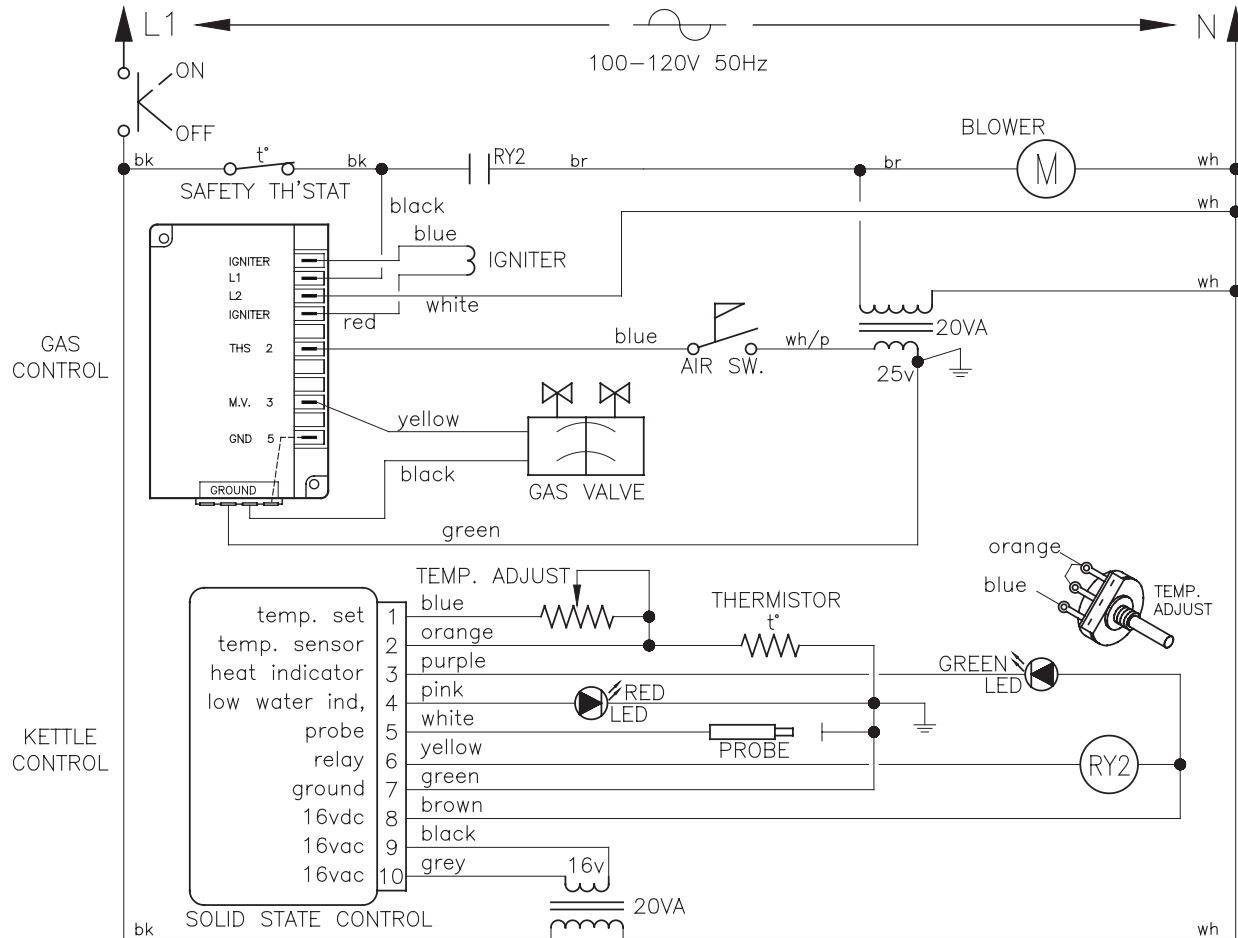 L1
N
100-120V 50Hz
ON
OFF
BLOWER
bk
t°
bk
RY2
br
br
M
wh
SAFETY TH'STAT
black
wh
blue
IGNITER
IGNITER
L1
L2
IGNITER
white
red
wh
20VA
GAS
CONTROL
THS 2
blue
AIR SW.
wh/p
25v
M.V. 3
yellow
GND 5
black
GAS VALVE
GROUND
green
orange
blue
TEMP.
ADJUST
TEMP. ADJUST
THERMISTOR
t°
temp. set 1 blue
temp. sensor 2 orange
heat indicator 3 purple
GREEN
LED
low water ind, 4 pink
RED
LED
probe 5 white
PROBE
KETTLE
CONTROL
relay 6 yellow
RY2
ground 7 green
16vdc 8 brown
16vac 9 black
16vac 10 grey
16v
20VA
SOLID STATE CONTROL
bk
wh